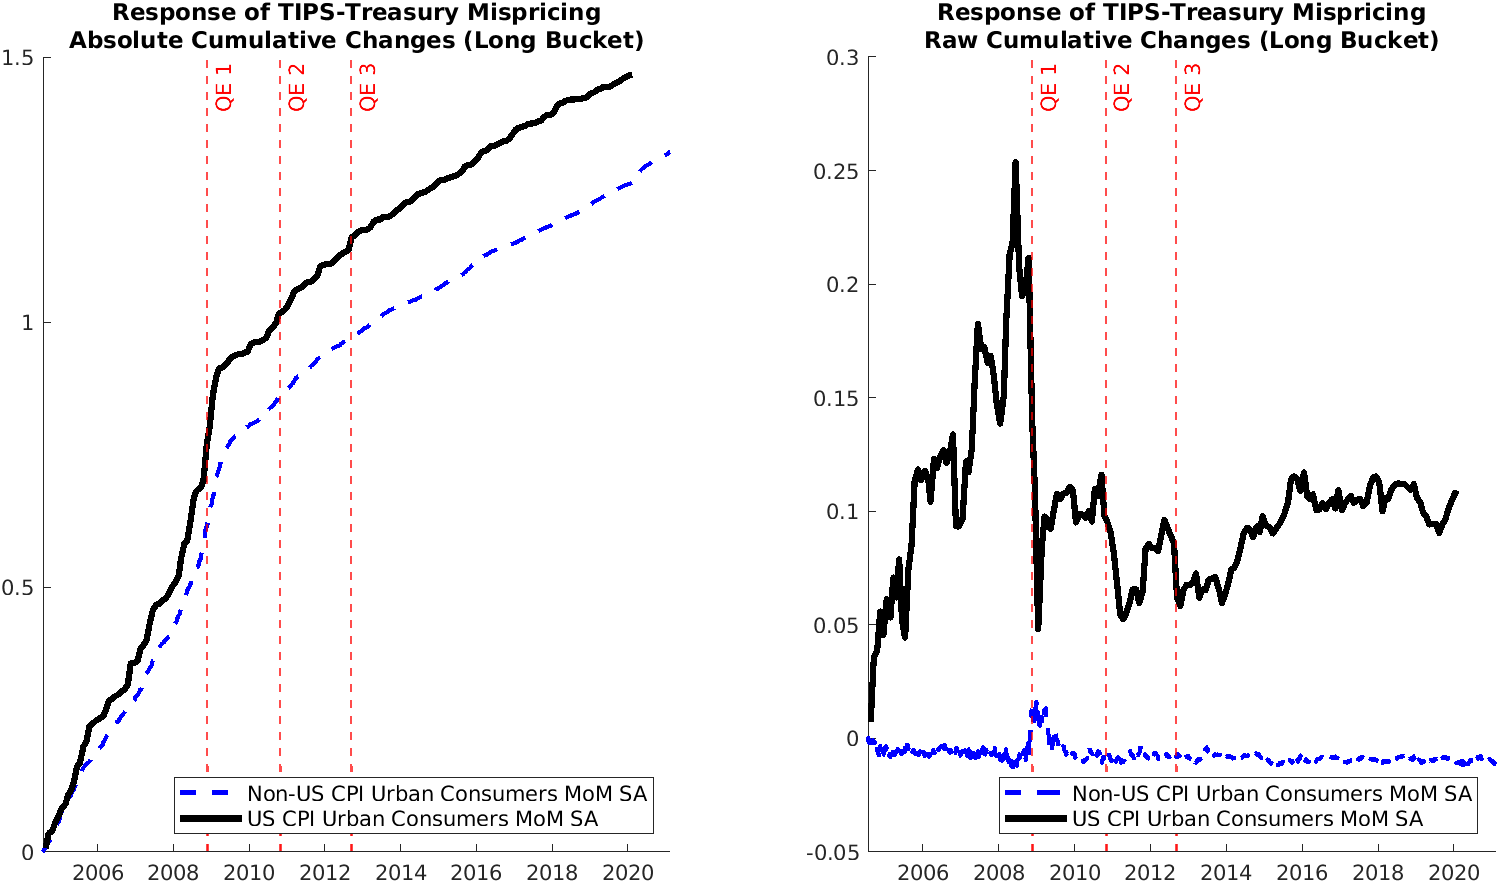 Response of TIPS-Treasury Mispricing
Absolute Cumulative Changes (Long Bucket)
1.5
1
0.5
0
QE 1
QE 2
QE 3
Non-US CPI Urban Consumers MoM SA
US CPI Urban Consumers MoM SA
2006
2008
2010
2012
2014
2016
2018
2020
Response of TIPS-Treasury Mispricing
Raw Cumulative Changes (Long Bucket)
0.3
0.25
0.2
0.15
0.1
0.05
0
-0.05
QE 1
QE 2
QE 3
Non-US CPI Urban Consumers MoM SA
US CPI Urban Consumers MoM SA
2006
2008
2010
2012
2014
2016
2018
2020